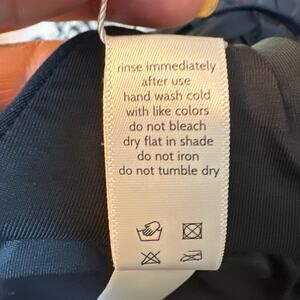 rinse immediately
after use
hand wash cold
with like colors
do not bleach
dry flat in shade
do not iron
do not tumble dry